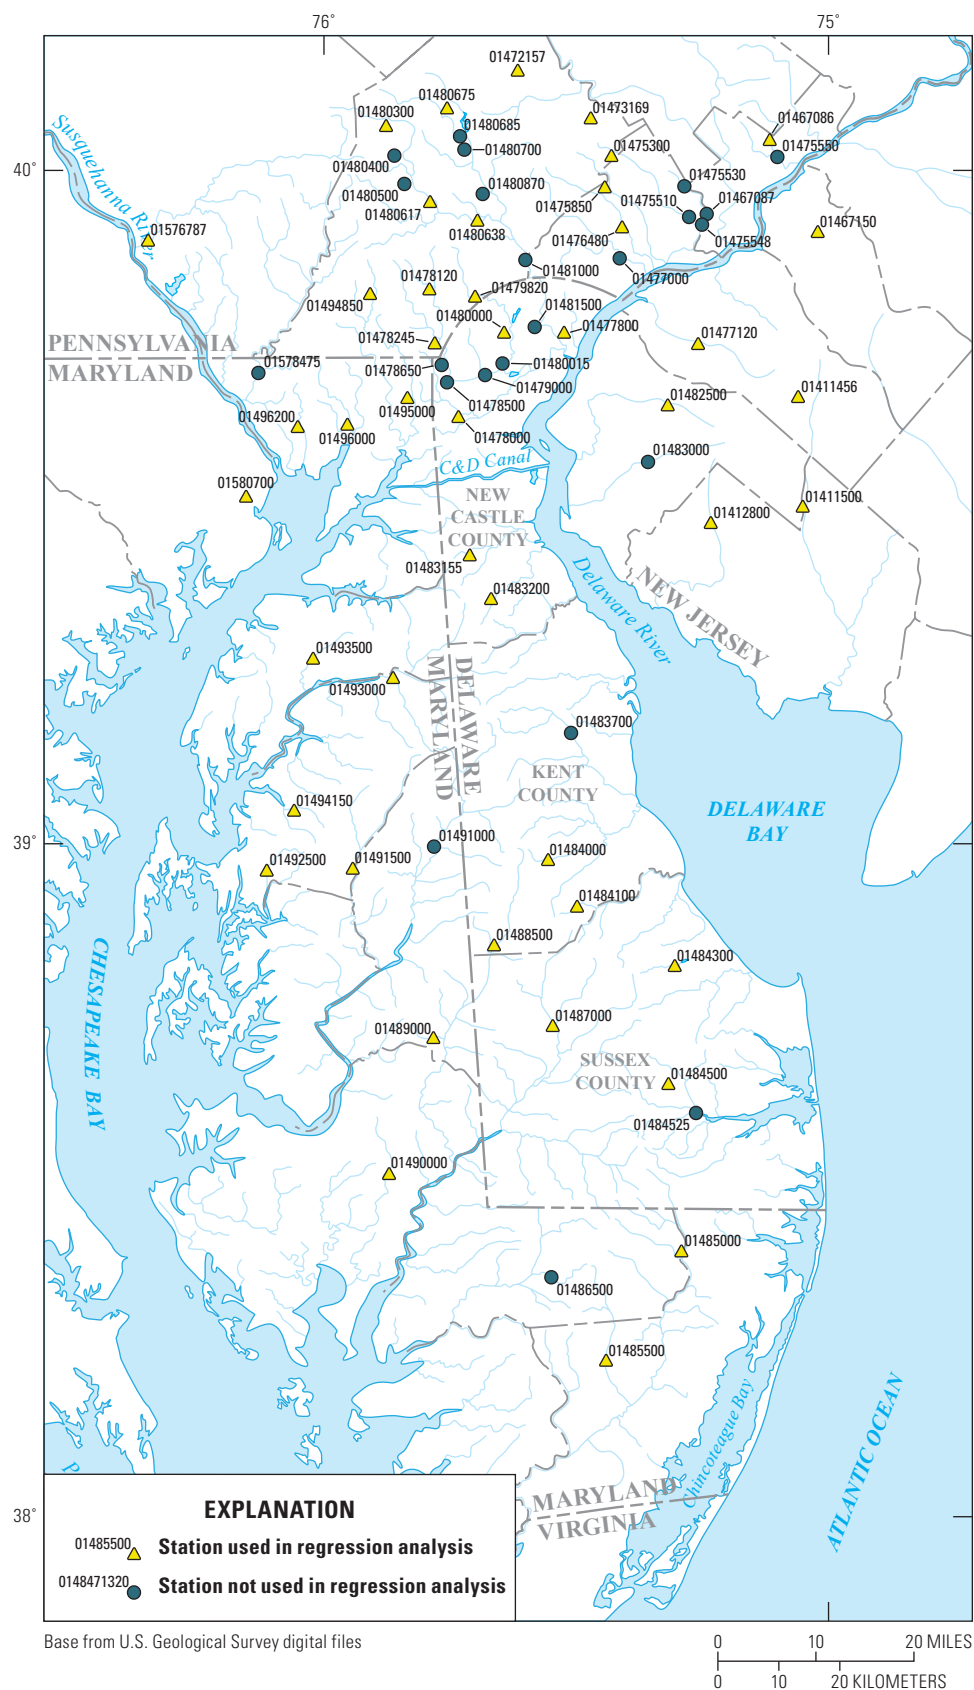 76°
75°
01472157
01480675
01480300
01473169
01467086
01480685
01475550
01480700
01475300
40°
01480400
01475530
01480870
01480500
01475510
01467087
01480617
01475850
01467150
01475548
01480638
01476480
01576787
Susquehanna River
01481000
01477000
01478120
01479820
01494850
01481500
01480000
01477800
01477120
PENNSYLVANIA
01478245
MARYLAND
01578475
01478650
01480015
01479000
01482500
01411456
01495000
01478500
01496200
01496000
01478000
01483000
C&D Canal
01580700
NEW
CASTLE
COUNTY
01411500
01412800
01483155
01483200
Delaware River
NEW JERSEY
01493500
01493000
DELAWARE
MARYLAND
01483700
KENT
COUNTY
01494150
DELAWARE
BAY
39°
01491000
01484000
01492500
01491500
01484100
01488500
01484300
CHESAPEAKE BAY
01487000
01489000
SUSSEX
COUNTY
01484500
01484525
01490000
01485000
01486500
01485500
Chincoteague Bay
ATLANTIC OCEAN
P
MARYLAND
VIRGINIA
38°
EXPLANATION
01485500 Station used in regression analysis
0148471320 Station not used in regression analysis
Base from U.S. Geological Survey digital files
0 10 20 MILES
0 10 20 KILOMETERS